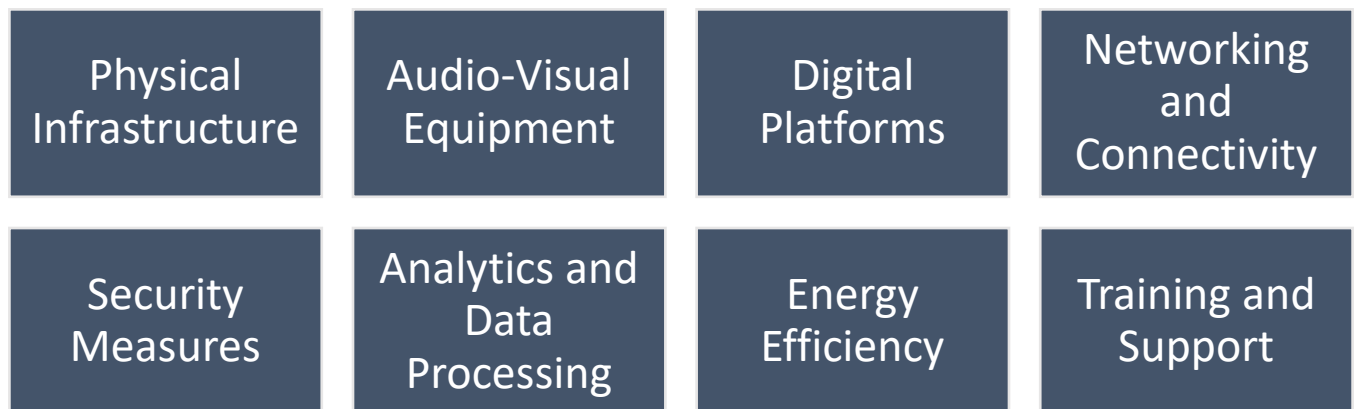 Physical
Infrastructure
Audio-Visual
Equipment
Digital
Platforms
Networking
and
Connectivity
Security
Measures
Analytics and
Data
Processing
Energy
Efficiency
Training and
Support